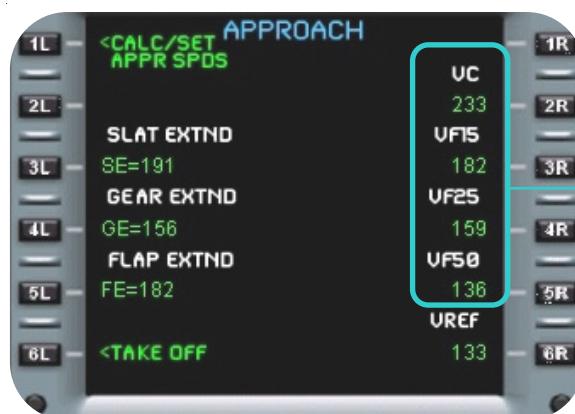 APPROACH
1L <CALC/SET 1R
APPR SPDS
VC
2L 233 2R
SLAT EXTND VF15
3L SE=191 182 3R
GEAR EXTND VF25
4L GE=156 159 4R
FLAP EXTND VF50
5L FE=182 136 5R
VREF
6L <TAKE OFF 133 6R